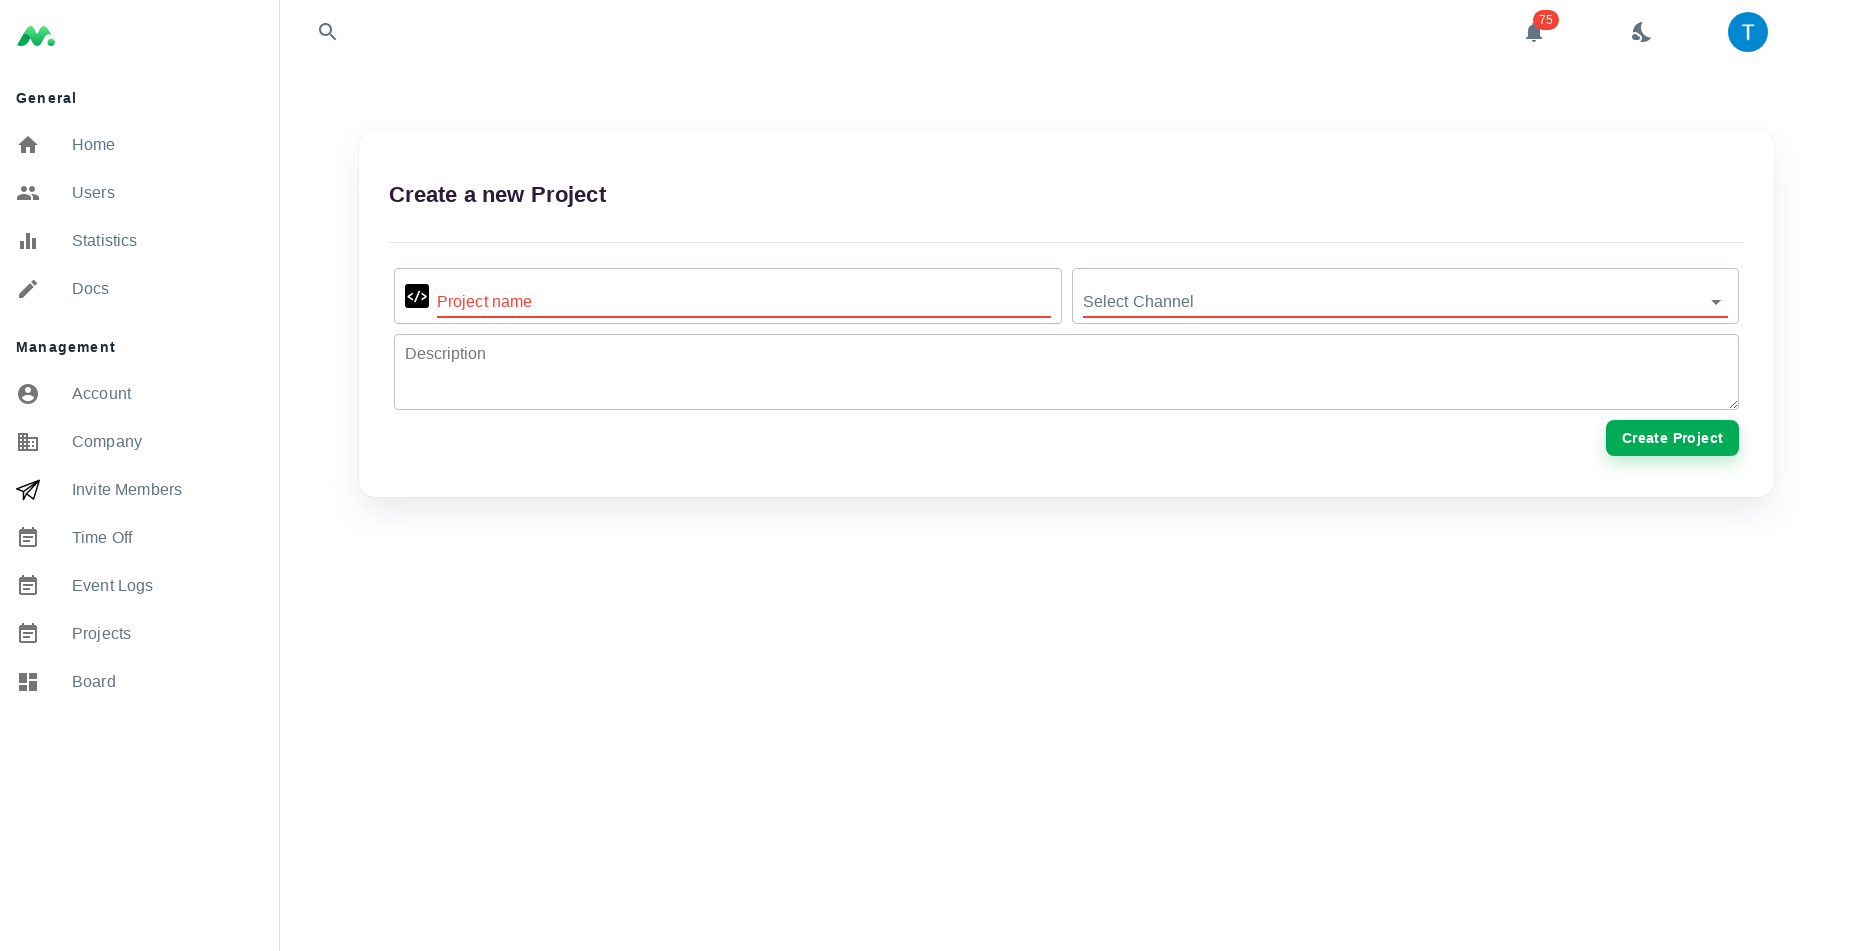 75
T
General
Home
Users
Statistics
Docs
Management
Account
Company
Invite Members
Time Off
Event Logs
Projects
Board
Create a new Project
</>
Project name
Select Channel
Description
Create Project